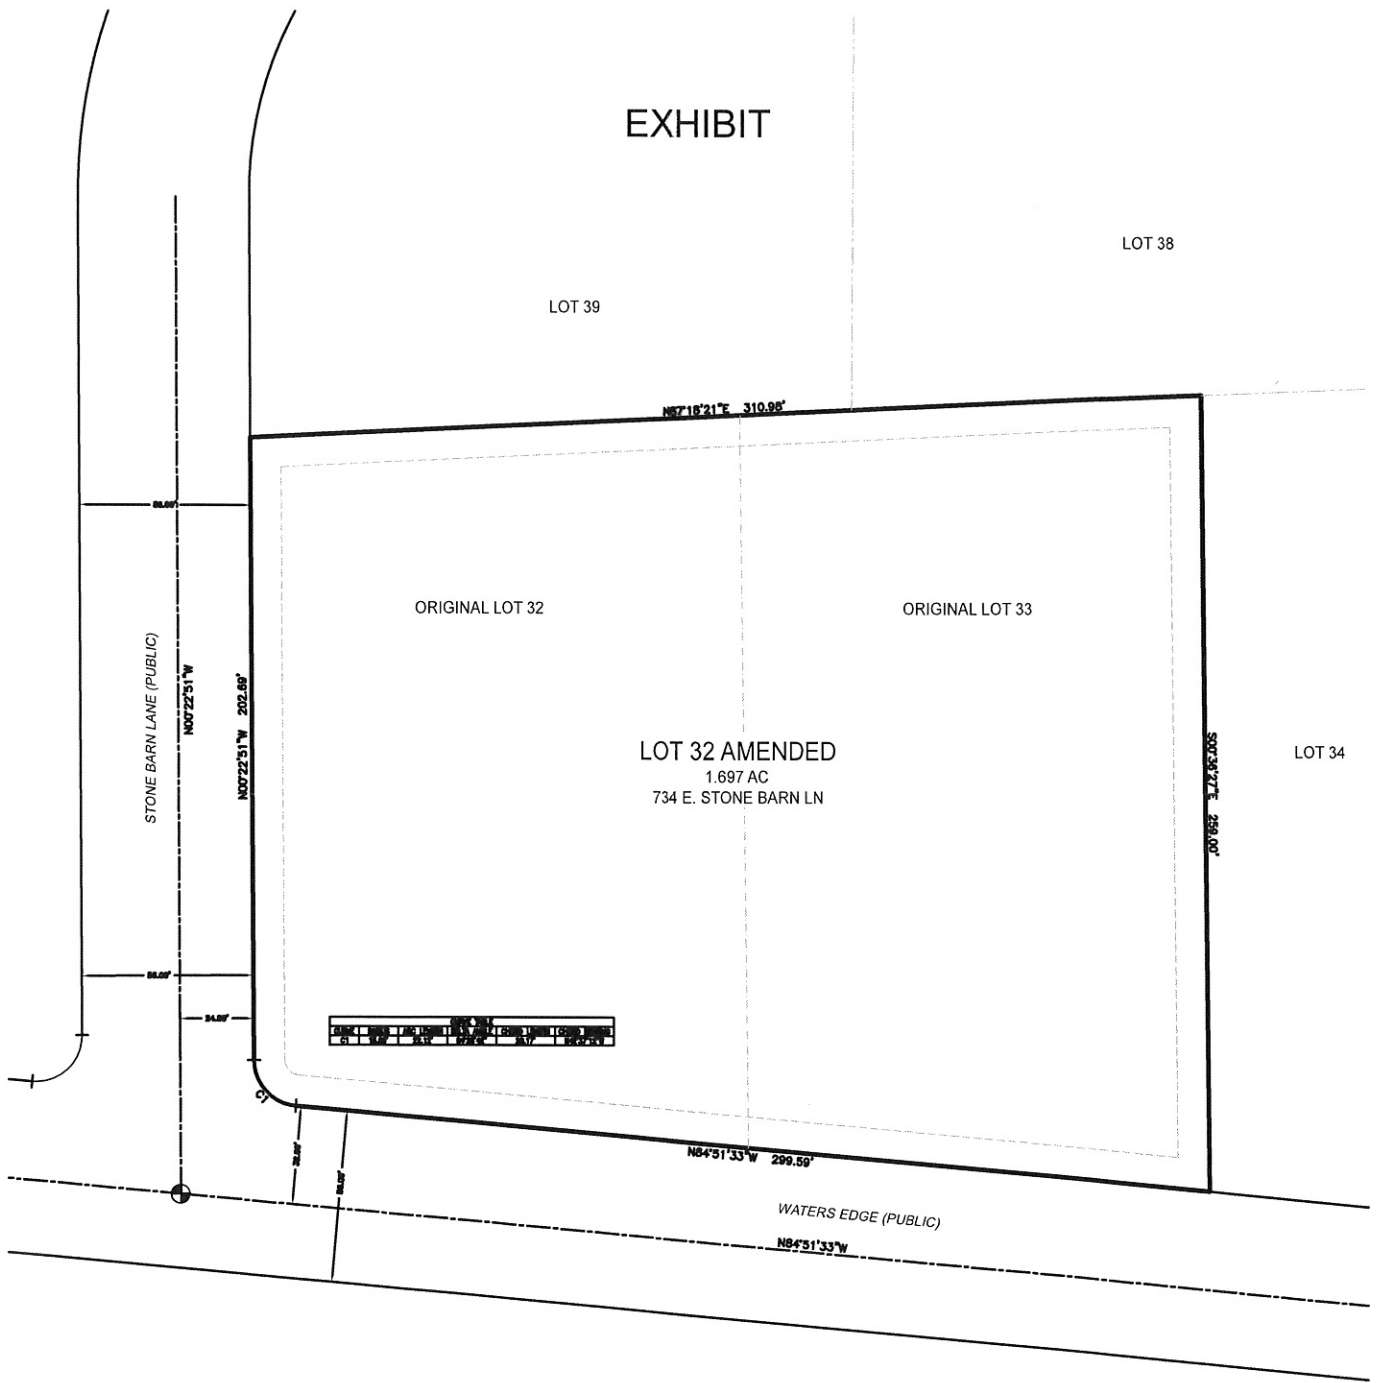 EXHIBIT
LOT 38
LOT 39
N87°18'21"E 310.98'
ORIGINAL LOT 32
ORIGINAL LOT 33
STONE BARN LANE (PUBLIC)
N00°22'51"W
N00°22'51"W 202.69'
LOT 32 AMENDED
1.697 AC
734 E. STONE BARN LN
S00°36'27"E 259.00'
LOT 34
C1
C1
N84°51'33"W 299.59'
WATERS EDGE (PUBLIC)
N84°51'33"W